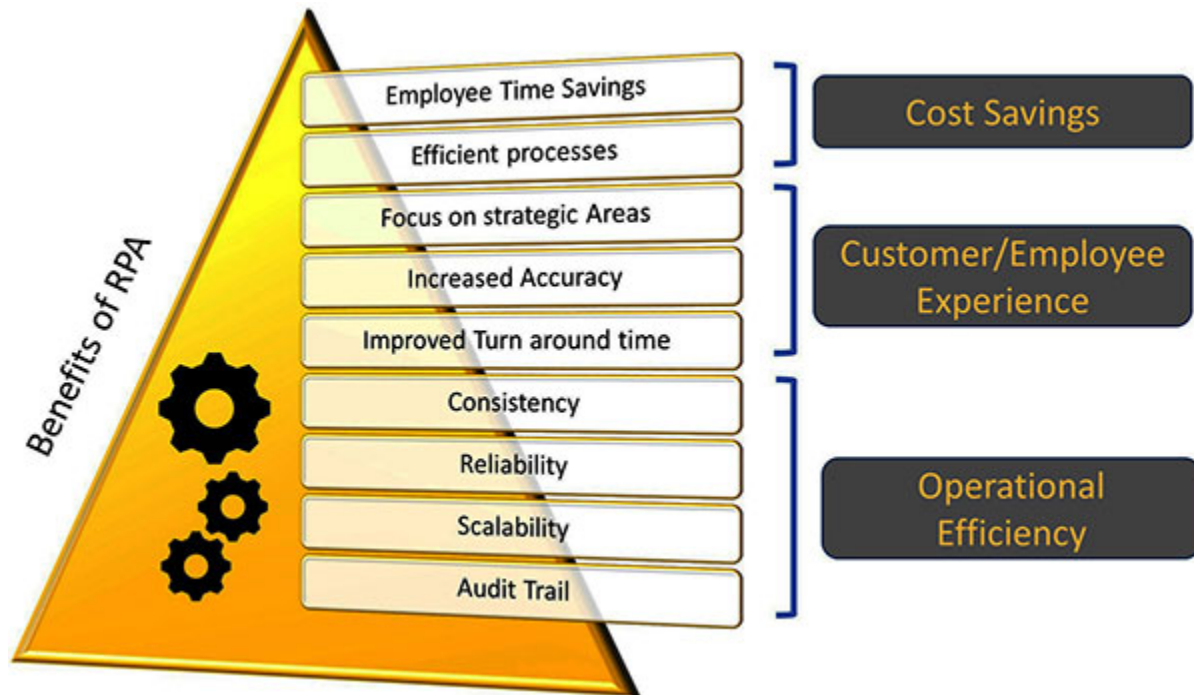 Benefits of RPA
Employee Time Savings
Efficient processes
Focus on strategic Areas
Increased Accuracy
Improved Turn around time
Consistency
Reliability
Scalability
Audit Trail
Cost Savings
Customer/Employee
Experience
Operational
Efficiency